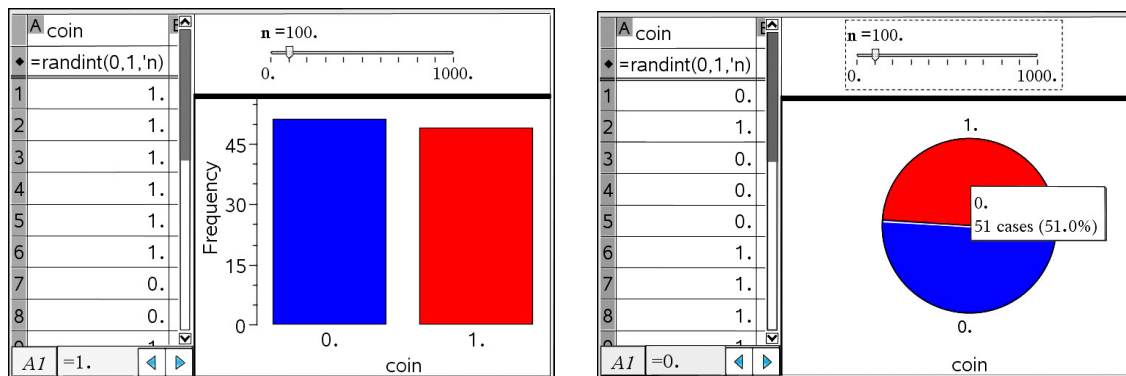 A coin
B
n =100.
0. 1000.
◆ =randint(0,1,'n)
1 1.
2 1.
3 1.
4 1.
5 1.
6 1.
7 0.
8 0.
A1 =1.
45
30
15
0
Frequency
0. 1.
coin
A coin
n =100.
0. 1000.
◆ =randint(0,1,'n)
1 0.
2 1.
3 0.
4 0.
5 0.
6 1.
7 1.
8 1.
A1 =0.
1.
0.
51 cases (51.0%)
0.
coin